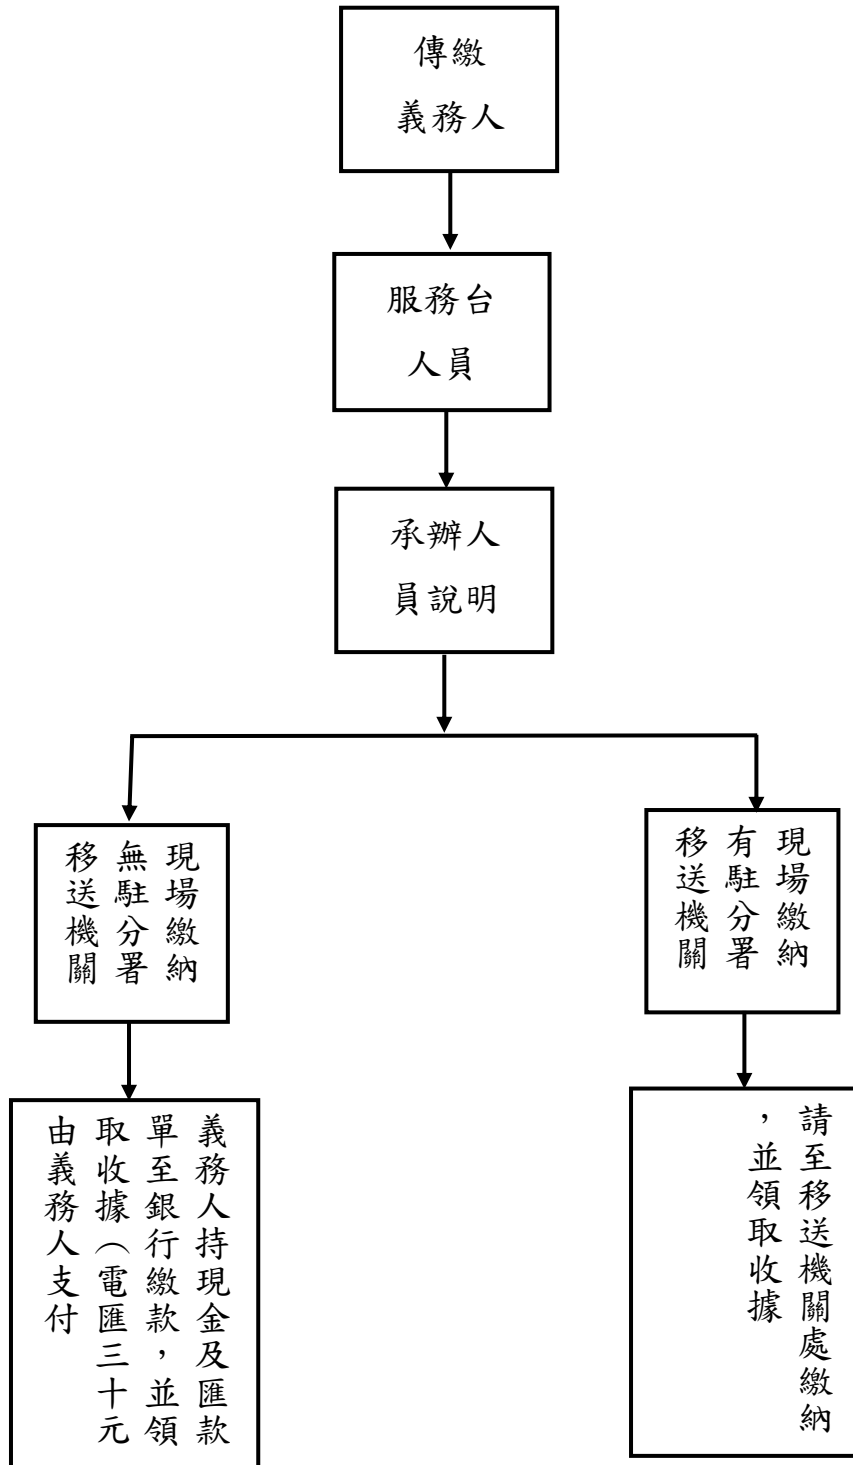 傳繳
義務人
服務台
人員
承辦人
員說明
現場繳納
無駐分署
移送機關
現場繳納
有駐分署
移送機關
義務人持現金及匯款
單至銀行繳款，並領
取收據（電匯三十元
由義務人支付
請至移送機關處繳納
，並領取收據